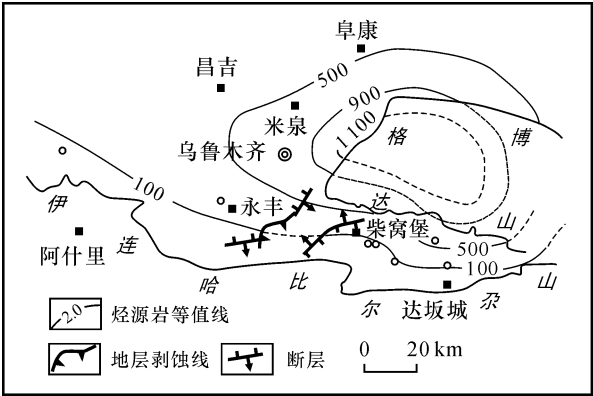 阜康
昌吉
500
900
米泉
1100
格
博
乌鲁木齐
100
伊
永丰
达
柴窝堡
山
阿什里
连
500
哈
比
100
尔
达坂城
尕
山
2.0
烃源岩等值线
地层剥蚀线
断层
0
20 km